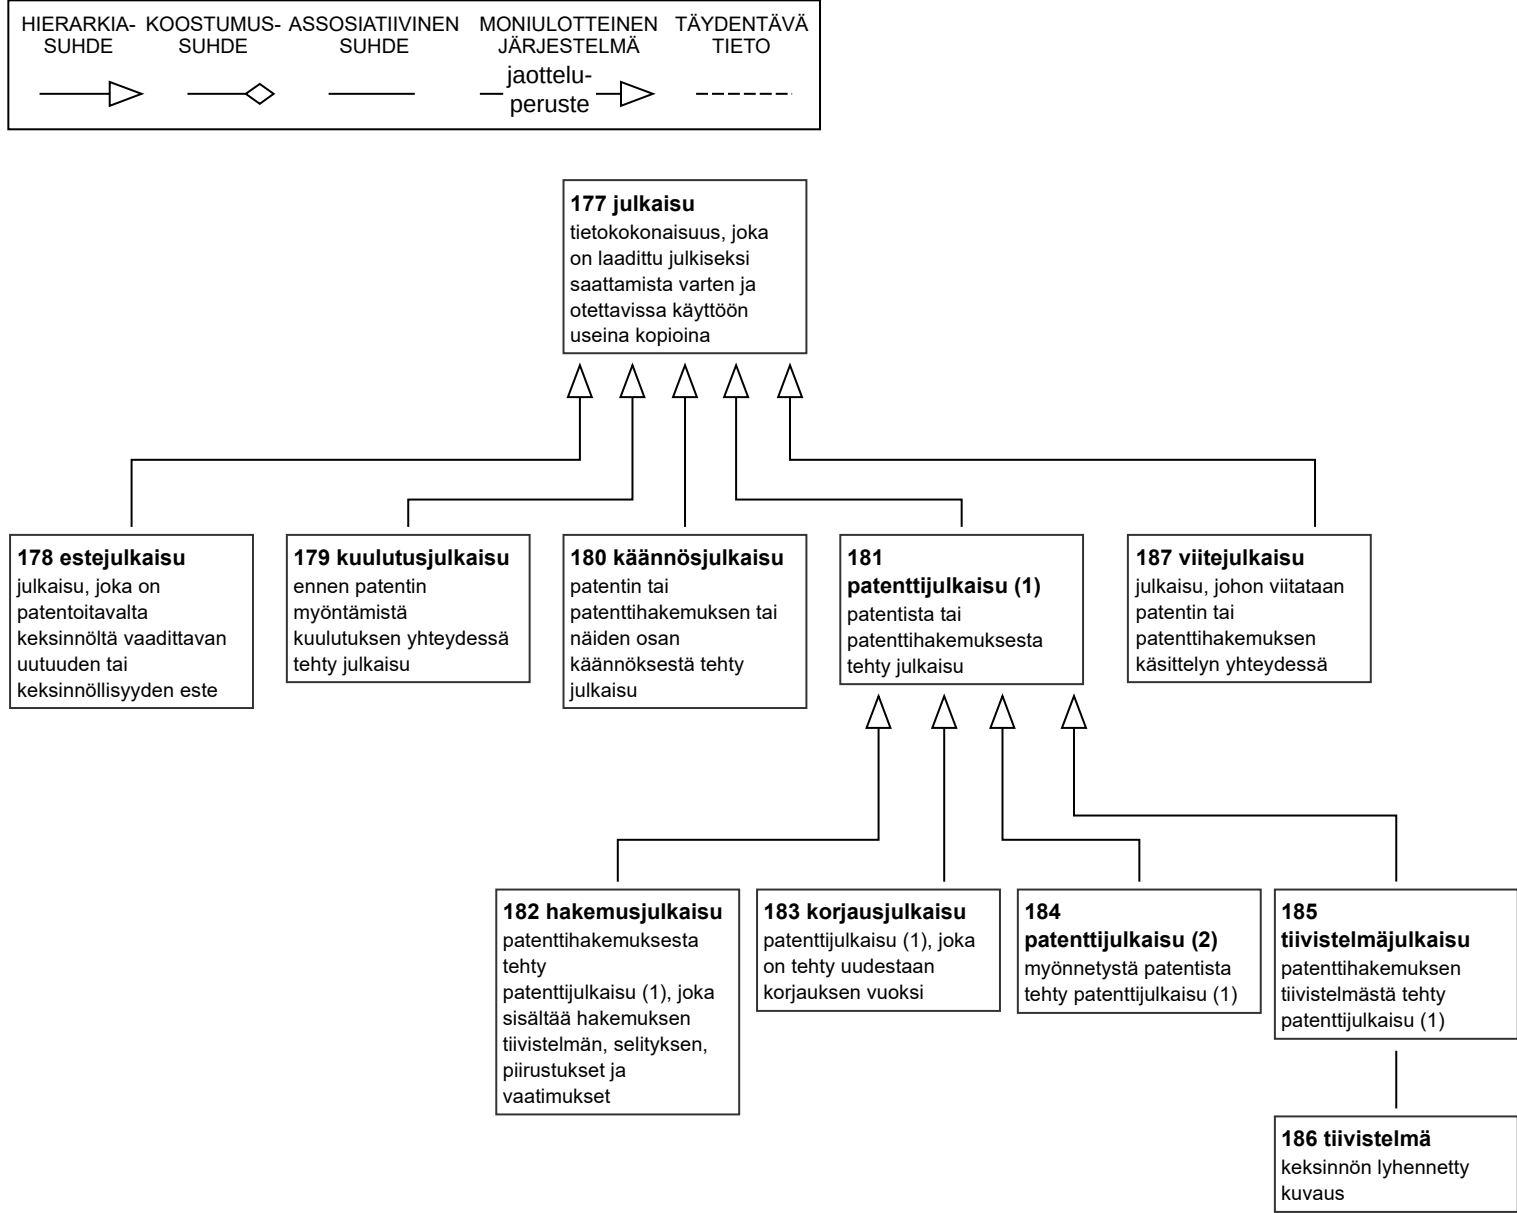 HIERARKIA-
SUHDE
KOOSTUMUS-
SUHDE
ASSOSIATIIVINEN
SUHDE
MONIULOTTEINEN
JÄRJESTELMÄ
jaottelu-
peruste
TÄYDENTÄVÄ
TIETO
177 julkaisu
tietokokonaisuus, joka
on laadittu julkiseksi
saattamista varten ja
otettavissa käyttöön
useina kopioina
178 estejulkaisu
julkaisu, joka on
patentoitavalta
keksinnöltä vaadittavan
uutuuden tai
keksinnöllisyyden este
179 kuulutusjulkaisu
ennen patentin
myöntämistä
kuulutuksen yhteydessä
tehty julkaisu
180 käännösjulkaisu
patentin tai
patenttihakemuksen tai
näiden osan
käännöksestä tehty
julkaisu
181
patenttijulkaisu (1)
patentista tai
patenttihakemuksesta
tehty julkaisu
187 viitejulkaisu
julkaisu, johon viitataan
patentin tai
patenttihakemuksen
käsittelyn yhteydessä
182 hakemusjulkaisu
patenttihakemuksesta
tehty
patenttijulkaisu (1), joka
sisältää hakemuksen
tiivistelmän, selityksen,
piirustukset ja
vaatimukset
183 korjausjulkaisu
patenttijulkaisu (1), joka
on tehty uudestaan
korjauksen vuoksi
184
patenttijulkaisu (2)
myönnetystä patentista
tehty patenttijulkaisu (1)
185
tiivistelmäjulkaisu
patenttihakemuksen
tiivistelmästä tehty
patenttijulkaisu (1)
186 tiivistelmä
keksinnön lyhennetty
kuvaus